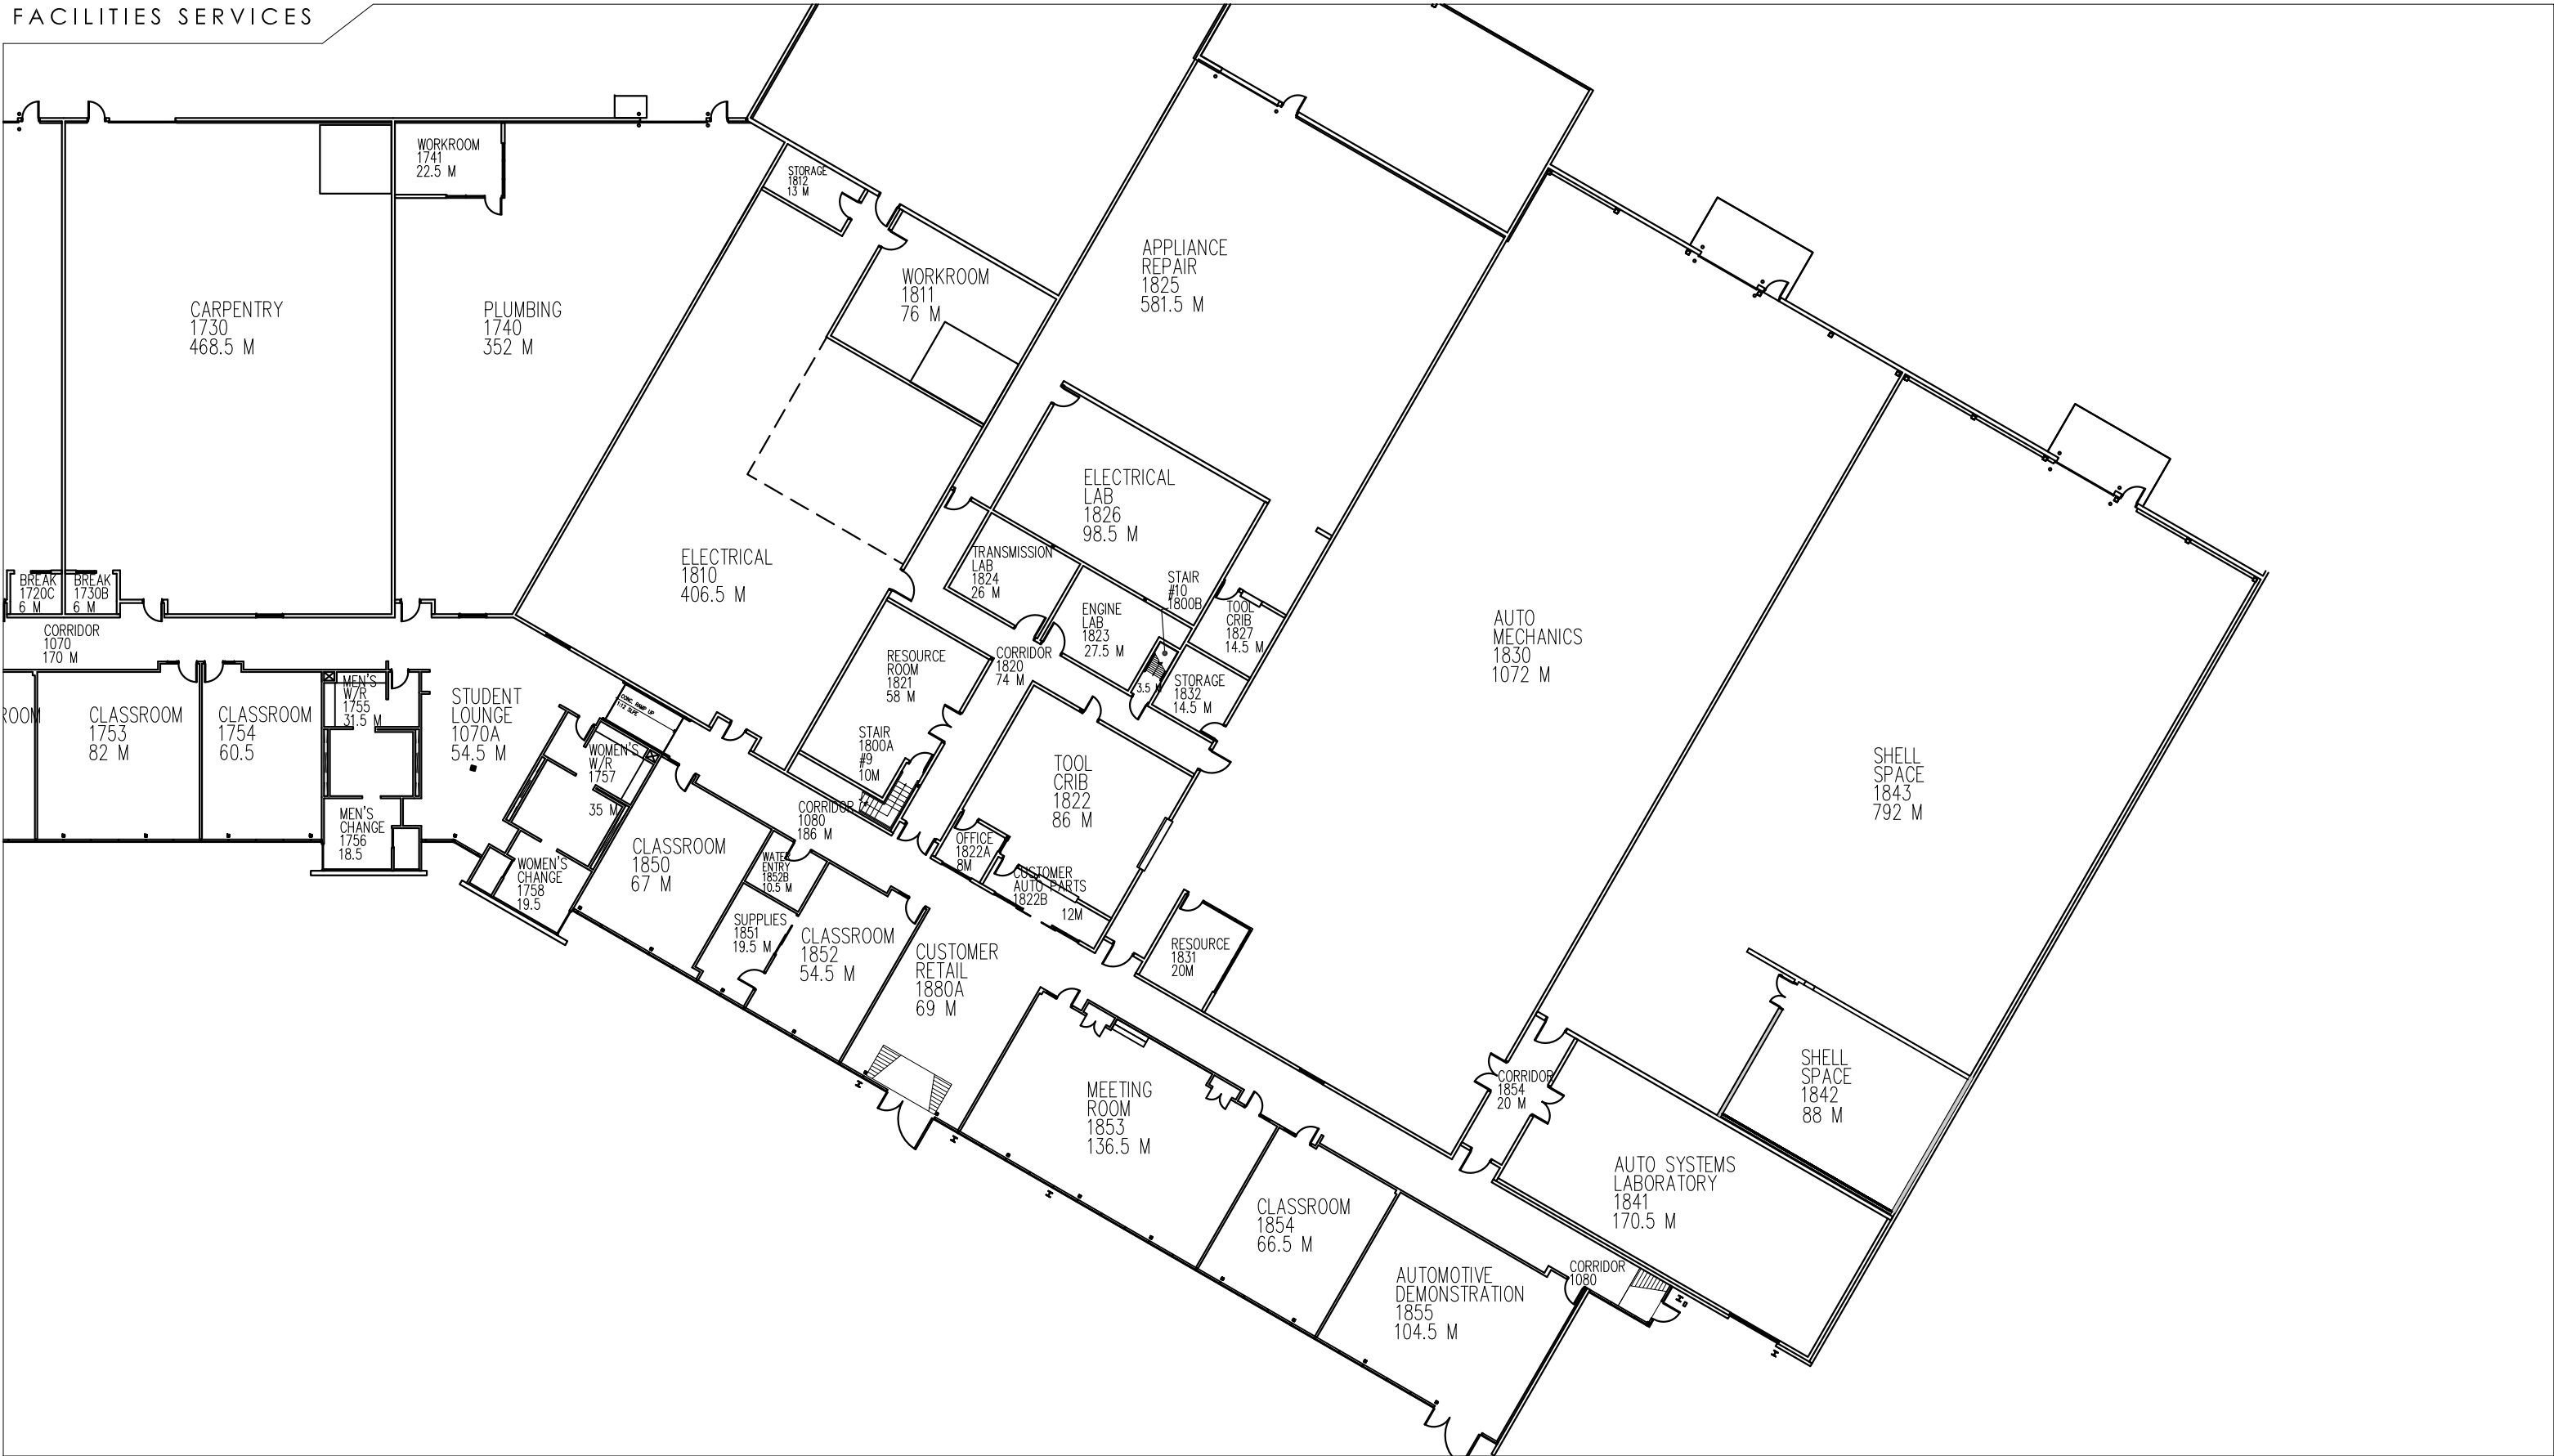 FACILITIES SERVICES
WORKROOM
1741
22.5 M
STORAGE
1812
13 M
WORKROOM
1811
76 M
APPLIANCE
REPAIR
1825
581.5 M
CARPENTRY
1730
468.5 M
PLUMBING
1740
352 M
ELECTRICAL
LAB
1826
98.5 M
ELECTRICAL
1810
406.5 M
TRANSMISSION
LAB
1824
26 M
STAIR
#10
1800B
ENGINE
LAB
1823
27.5 M
TOOL
CRIB
1827
14.5 M
BREAK
1720C
6 M
BREAK
1730B
6 M
CORRIDOR
1070
170 M
AUTO
MECHANICS
1830
1072 M
RESOURCE
ROOM
1821
58 M
CORRIDOR
1820
74 M
3.5 M
STORAGE
1832
14.5 M
ROOM
CLASSROOM
1753
82 M
CLASSROOM
1754
60.5
MEN'S
W/R
1755
31.5 M
STUDENT
LOUNGE
1070A
54.5 M
CONC. RAMP UP
1:12 SLPE
WOMEN'S
W/R
1757
35 M
STAIR
1800A
#9
10M
TOOL
CRIB
1822
86 M
SHELL
SPACE
1843
792 M
MEN'S
CHANGE
1756
18.5
CORRIDOR
1080
186 M
OFFICE
1822A
8M
CLASSROOM
1850
67 M
WATER
ENTRY
1852B
10.5 M
WOMEN'S
CHANGE
1758
19.5
CUSTOMER
AUTO PARTS
1822B
12M
SUPPLIES
1851
19.5 M
CLASSROOM
1852
54.5 M
CUSTOMER
RETAIL
1880A
69 M
RESOURCE
1831
20M
MEETING
ROOM
1853
136.5 M
CORRIDOR
1854
20 M
SHELL
SPACE
1842
88 M
AUTO SYSTEMS
LABORATORY
1841
170.5 M
CLASSROOM
1854
66.5 M
CORRIDOR
1080
AUTOMOTIVE
DEMONSTRATION
1855
104.5 M